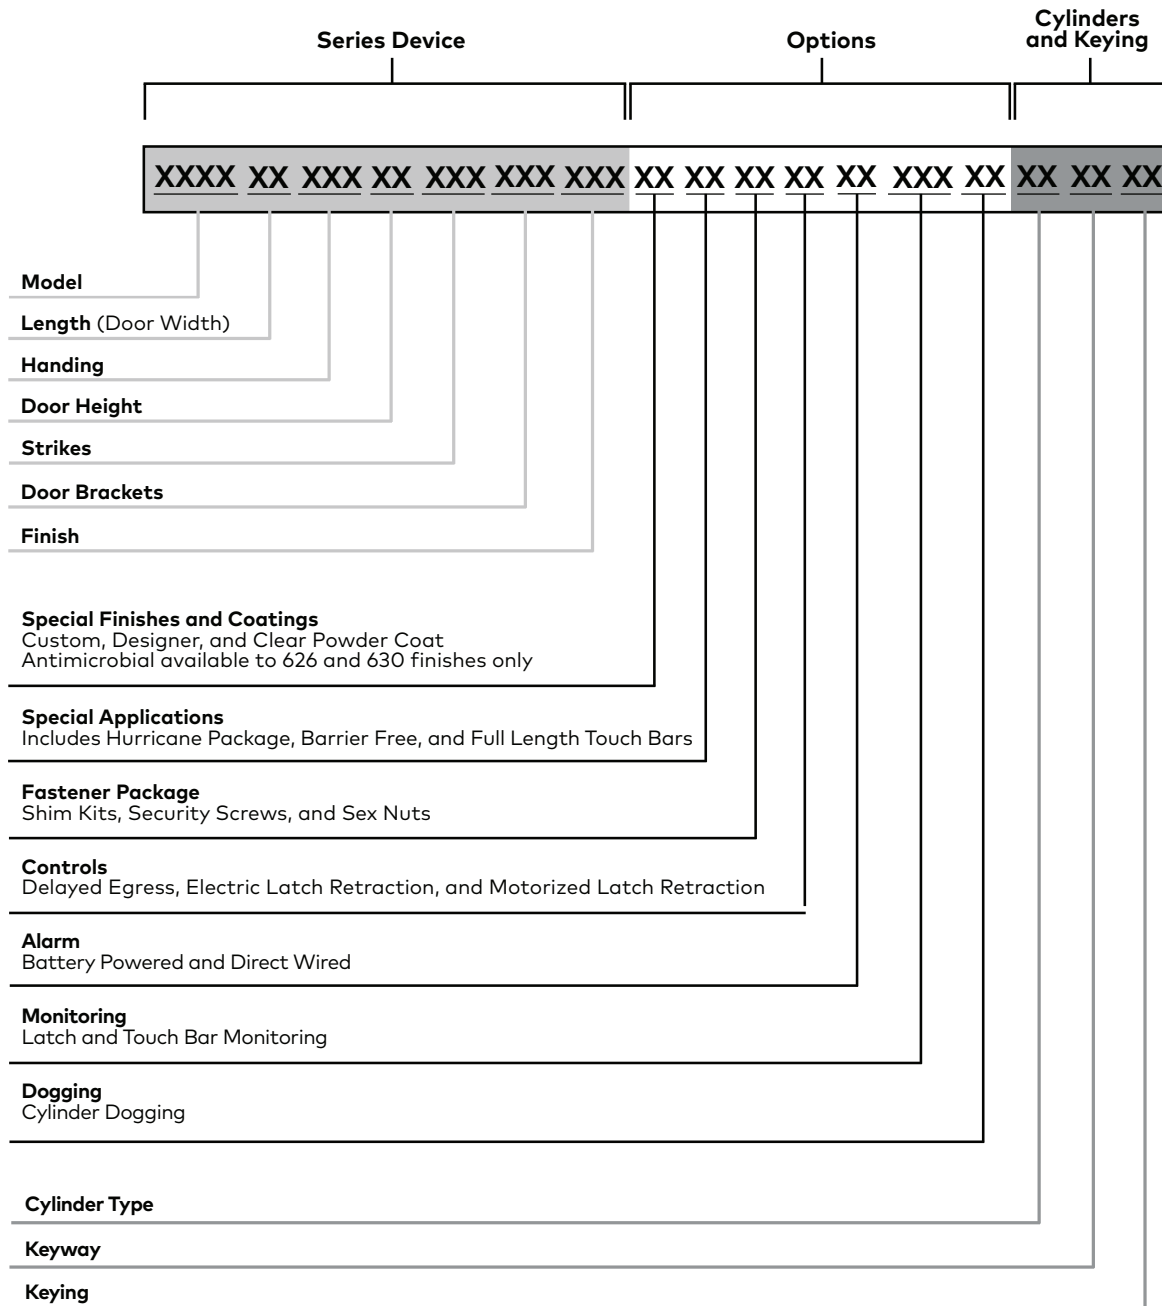 Series Device
Options
Cylinders
and Keying
XXXX XX XXX XX XXX XXX XXX XX XX XX XX XX XXX XX XX XX XX
Model
Length (Door Width)
Handing
Door Height
Strikes
Door Brackets
Finish
Special Finishes and Coatings
Custom, Designer, and Clear Powder Coat
Antimicrobial available to 626 and 630 finishes only
Special Applications
Includes Hurricane Package, Barrier Free, and Full Length Touch Bars
Fastener Package
Shim Kits, Security Screws, and Sex Nuts
Controls
Delayed Egress, Electric Latch Retraction, and Motorized Latch Retraction
Alarm
Battery Powered and Direct Wired
Monitoring
Latch and Touch Bar Monitoring
Dogging
Cylinder Dogging
Cylinder Type
Keyway
Keying